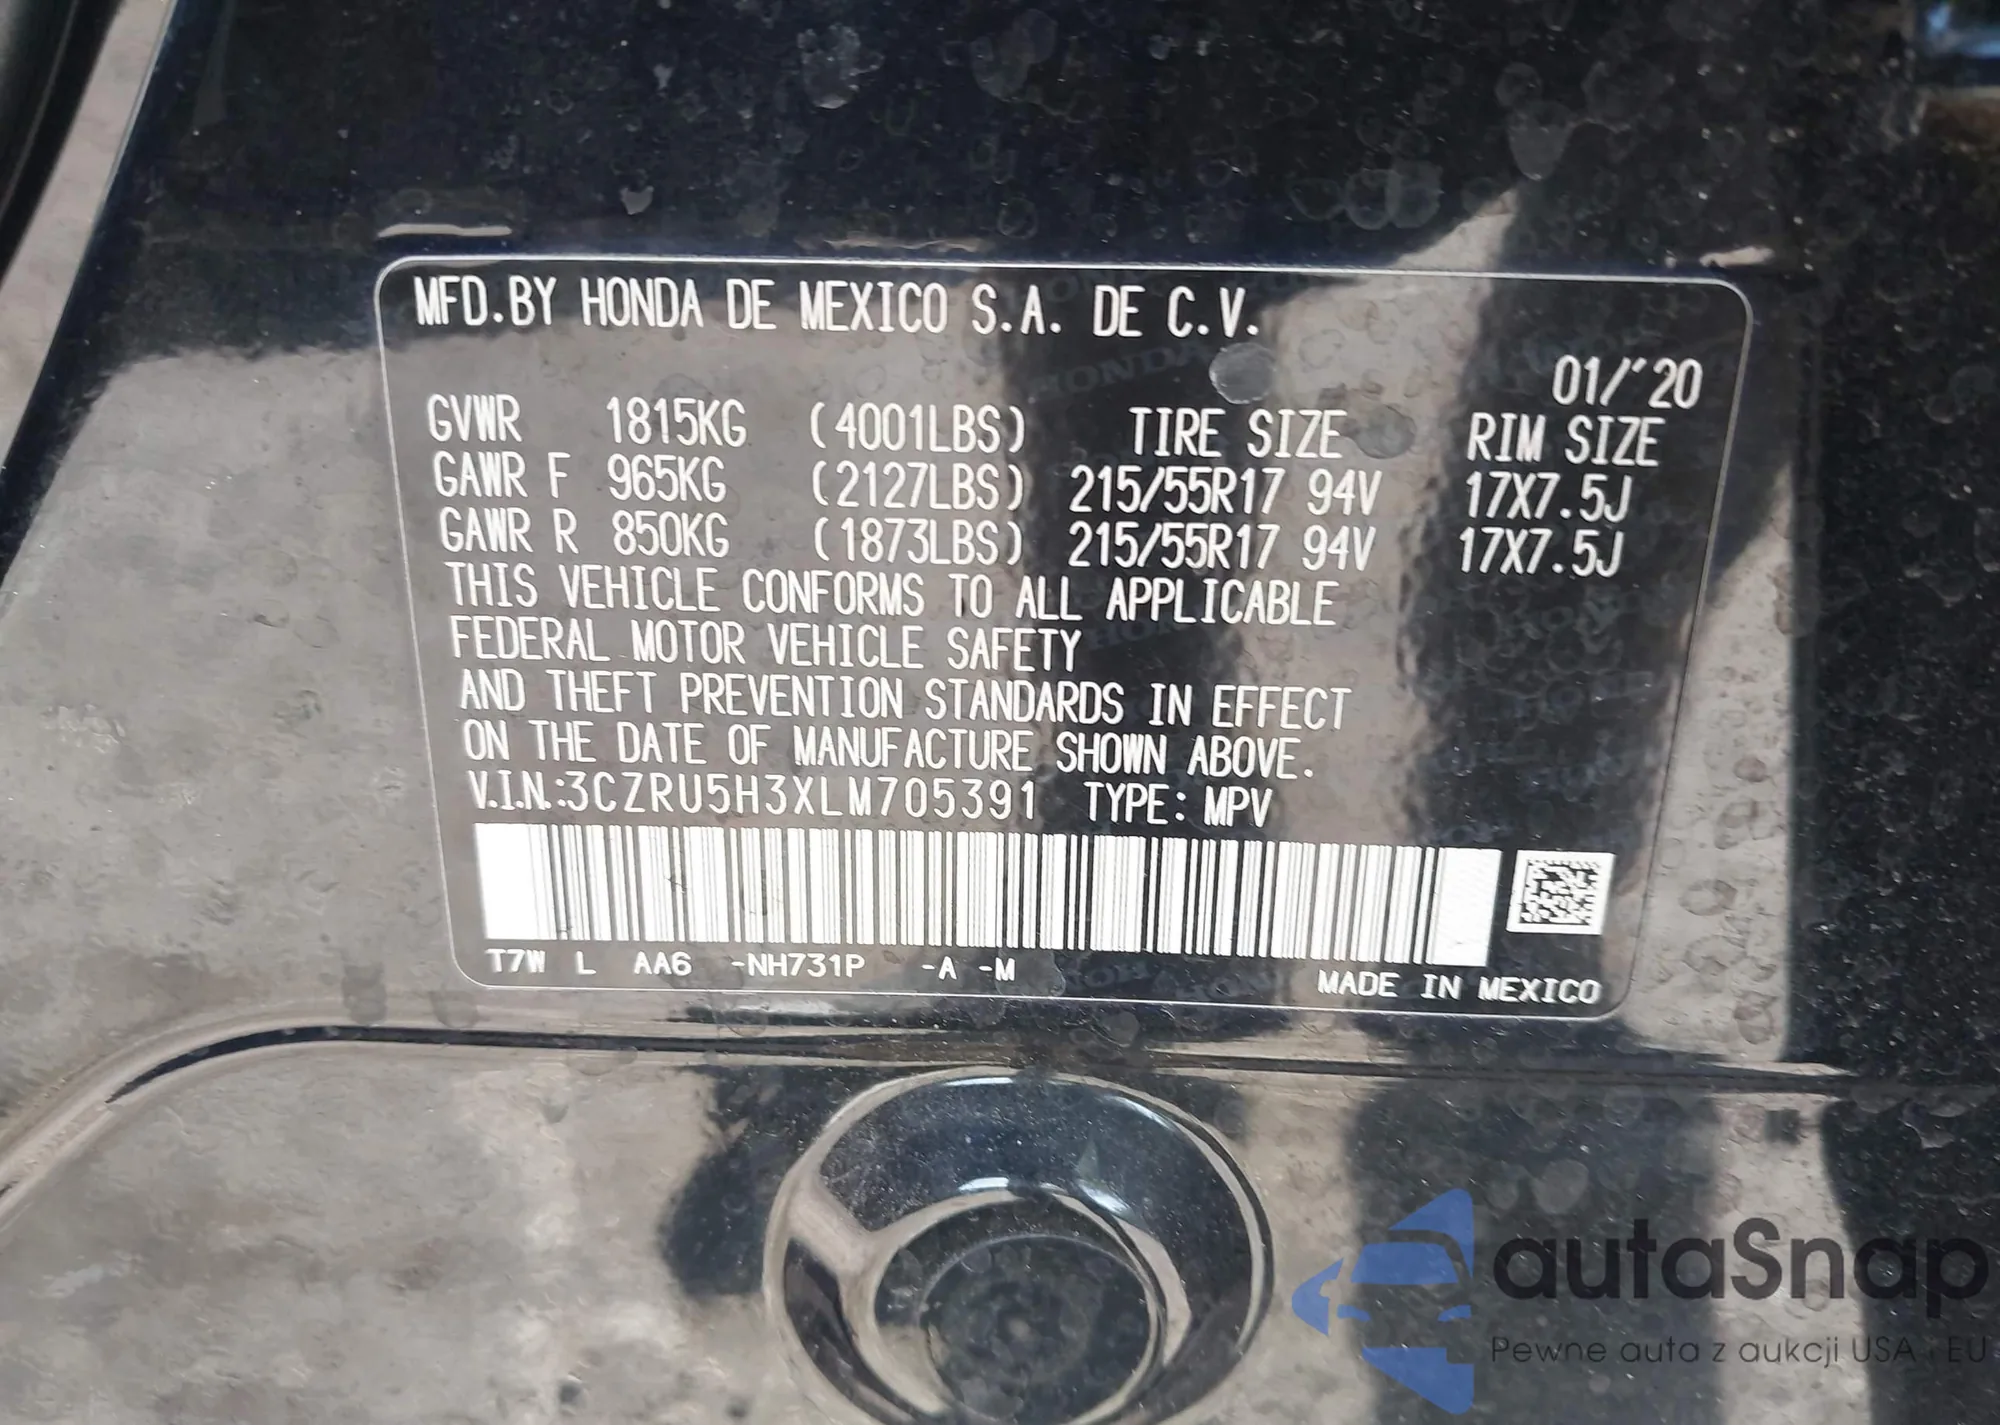 MFD.BY HONDA DE MEXICO S.A. DE C.V.
01/'20
GVWR 1815KG (4001LBS) TIRE SIZE RIM SIZE
GAWR F 965KG (2127LBS) 215/55R17 94V 17X7.5J
GAWR R 850KG (1873LBS) 215/55R17 94V 17X7.5J
THIS VEHICLE CONFORMS TO ALL APPLICABLE
FEDERAL MOTOR VEHICLE SAFETY
AND THEFT PREVENTION STANDARDS IN EFFECT
ON THE DATE OF MANUFACTURE SHOWN ABOVE.
V.I.N.:3CZRU5H3XLM705391 TYPE: MPV
T7W L AA6 -NH731P -A -M
MADE IN MEXICO
autaSnap
Pewne auta z aukcji USA i EU